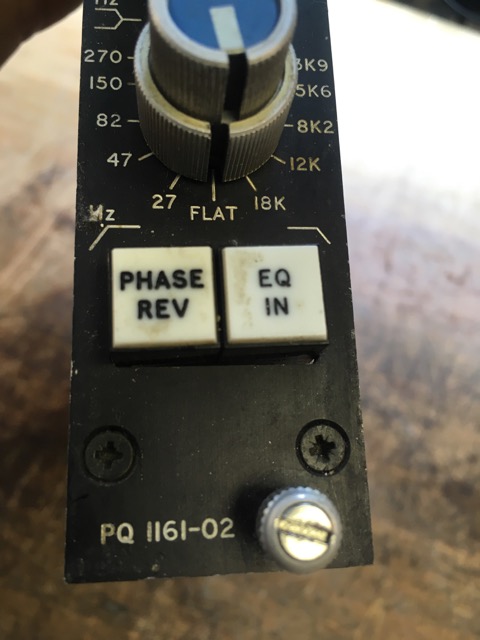 Hz
270 3K9
150 5K6
82 8K2
47 12K
27 FLAT 18K
Hz
PHASE
REV
EQ
IN
PQ 1161-02